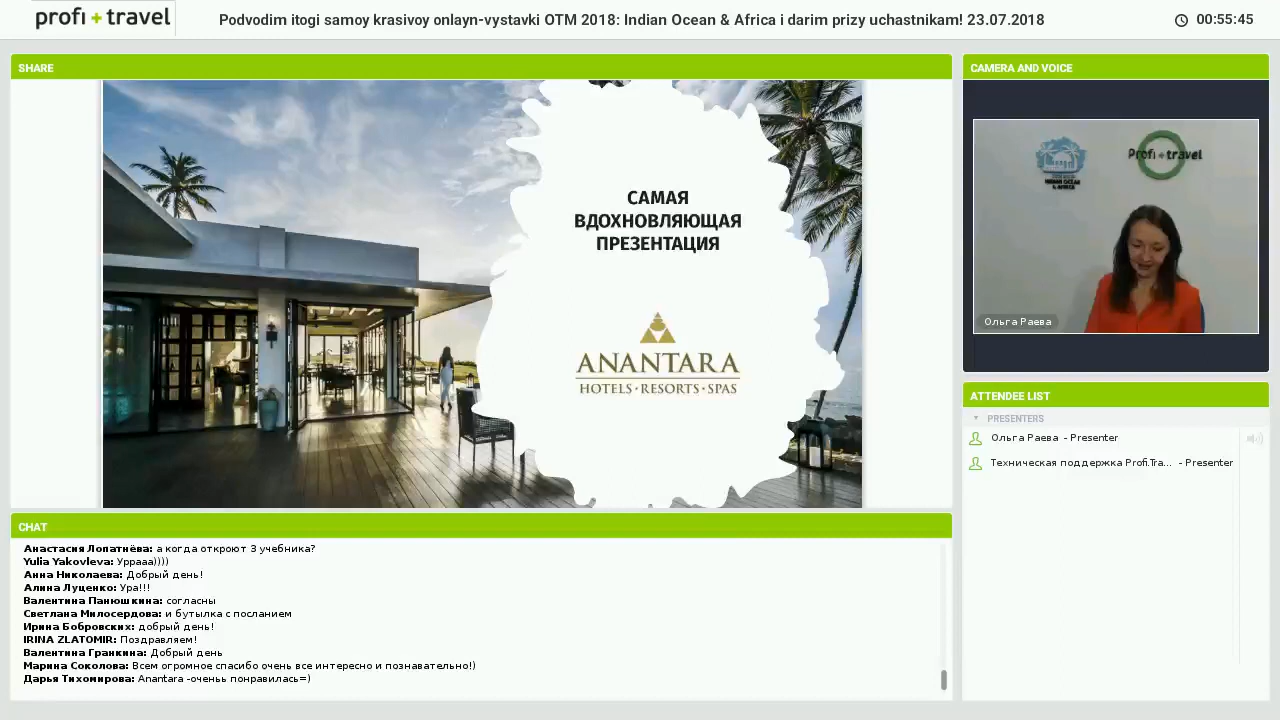 profi + travel
Podvodim itogi samoy krasivoy onlayn-vystavki OTM 2018: Indian Ocean & Africa i darim prizy uchastnikam! 23.07.2018
00:55:45
SHARE
САМАЯ
ВДОХНОВЛЯЮЩАЯ
ПРЕЗЕНТАЦИЯ
ANANTARA
HOTELS • RESORTS • SPAS
CAMERA AND VOICE
Profi travel
INDIAN OCEAN
& AFRICA
Ольга Раева
ATTENDEE LIST
PRESENTERS
Ольга Раева - Presenter
Техническая поддержка Profi.Tra... - Presenter
CHAT
Анастасия Лопатнёва: а когда откроют 3 учебника?
Yulia Yakovleva: Уррааа))))
Анна Николаева: Добрый день!
Алина Луценко: Ура!!!
Валентина Панюшкина: согласны
Светлана Милосердова: и бутылка с посланием
Ирина Бобровских: добрый день!
IRINA ZLATOMIR: Поздравляем!
Валентина Гранкина: Добрый день
Марина Соколова: Всем огромное спасибо очень все интересно и познавательно!)
Дарья Тихомирова: Anantara -оченьь понравилась=)